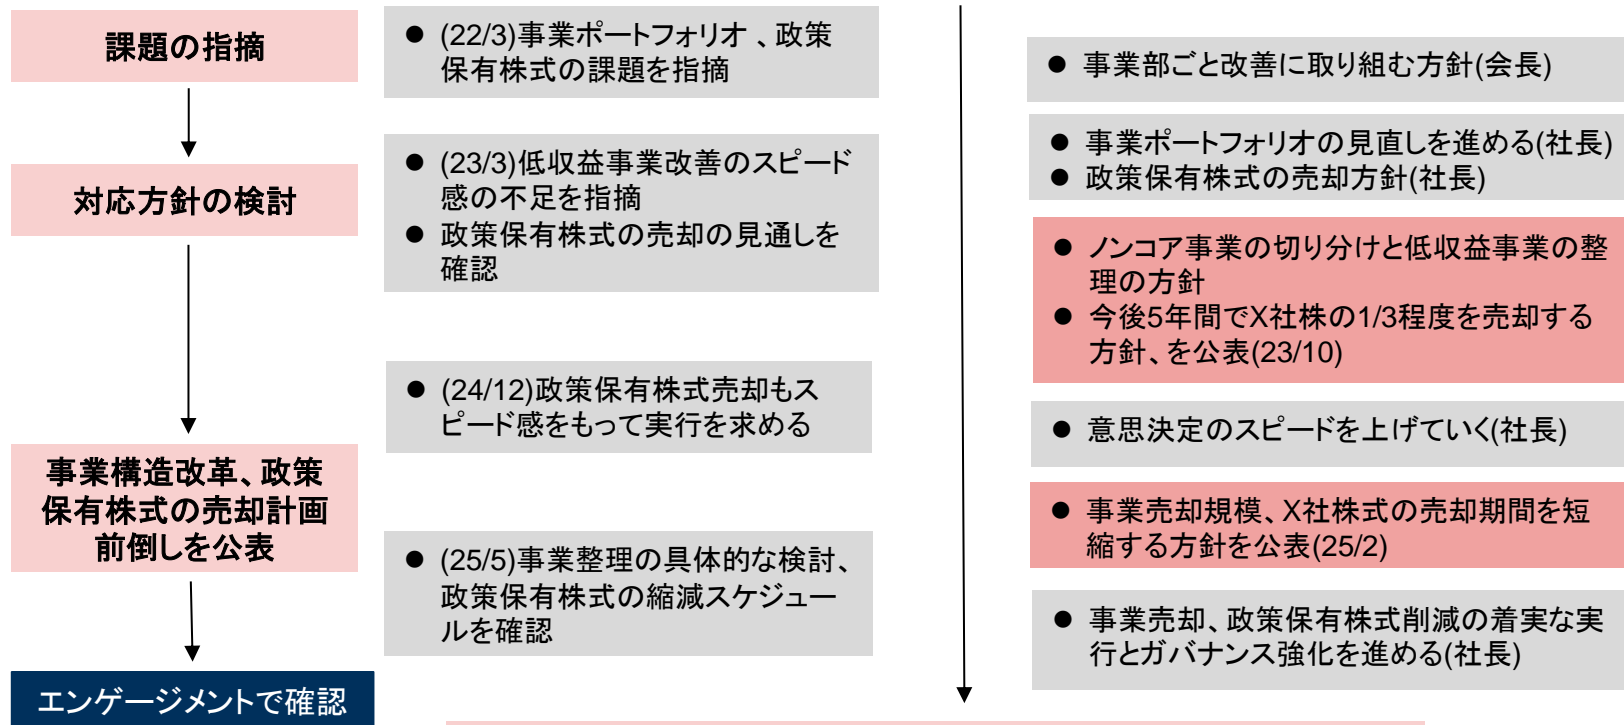 課題の指摘
対応方針の検討
事業構造改革、政策
保有株式の売却計画
前倒しを公表
エンゲージメントで確認
● (22/3)事業ポートフォリオ 、政策
保有株式の課題を指摘
● (23/3)低収益事業改善のスピード
感の不足を指摘
● 政策保有株式の売却の見通しを
確認
● (24/12)政策保有株式売却もス
ピード感をもって実行を求める
● (25/5)事業整理の具体的な検討、
政策保有株式の縮減スケジュー
ルを確認
● 事業部ごと改善に取り組む方針(会長)
● 事業ポートフォリオの見直しを進める(社長)
● 政策保有株式の売却方針(社長)
● ノンコア事業の切り分けと低収益事業の整
理の方針
● 今後5年間でX社株の1/3程度を売却する
方針、を公表(23/10)
● 意思決定のスピードを上げていく(社長)
● 事業売却規模、X社株式の売却期間を短
縮する方針を公表(25/2)
● 事業売却、政策保有株式削減の着実な実
行とガバナンス強化を進める(社長)